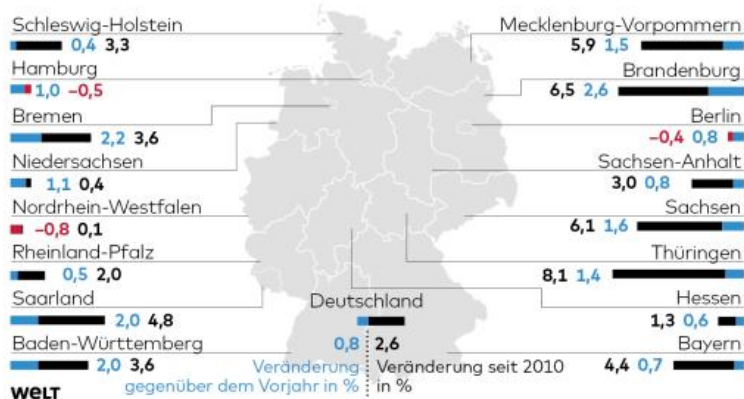 Schleswig-Holstein
0,4 3,3
Hamburg
1,0 –0,5
Bremen
2,2 3,6
Niedersachsen
1,1 0,4
Nordrhein-Westfalen
–0,8 0,1
Rheinland-Pfalz
0,5 2,0
Saarland
2,0 4,8
Baden-Württemberg
2,0 3,6
Mecklenburg-Vorpommern
5,9 1,5
Brandenburg
6,5 2,6
Berlin
–0,4 0,8
Sachsen-Anhalt
3,0 0,8
Sachsen
6,1 1,6
Thüringen
8,1 1,4
Hessen
1,3 0,6
Bayern
4,4 0,7
Deutschland
0,8 2,6
Veränderung
gegenüber dem Vorjahr in %
Veränderung seit 2010
in %
WELT